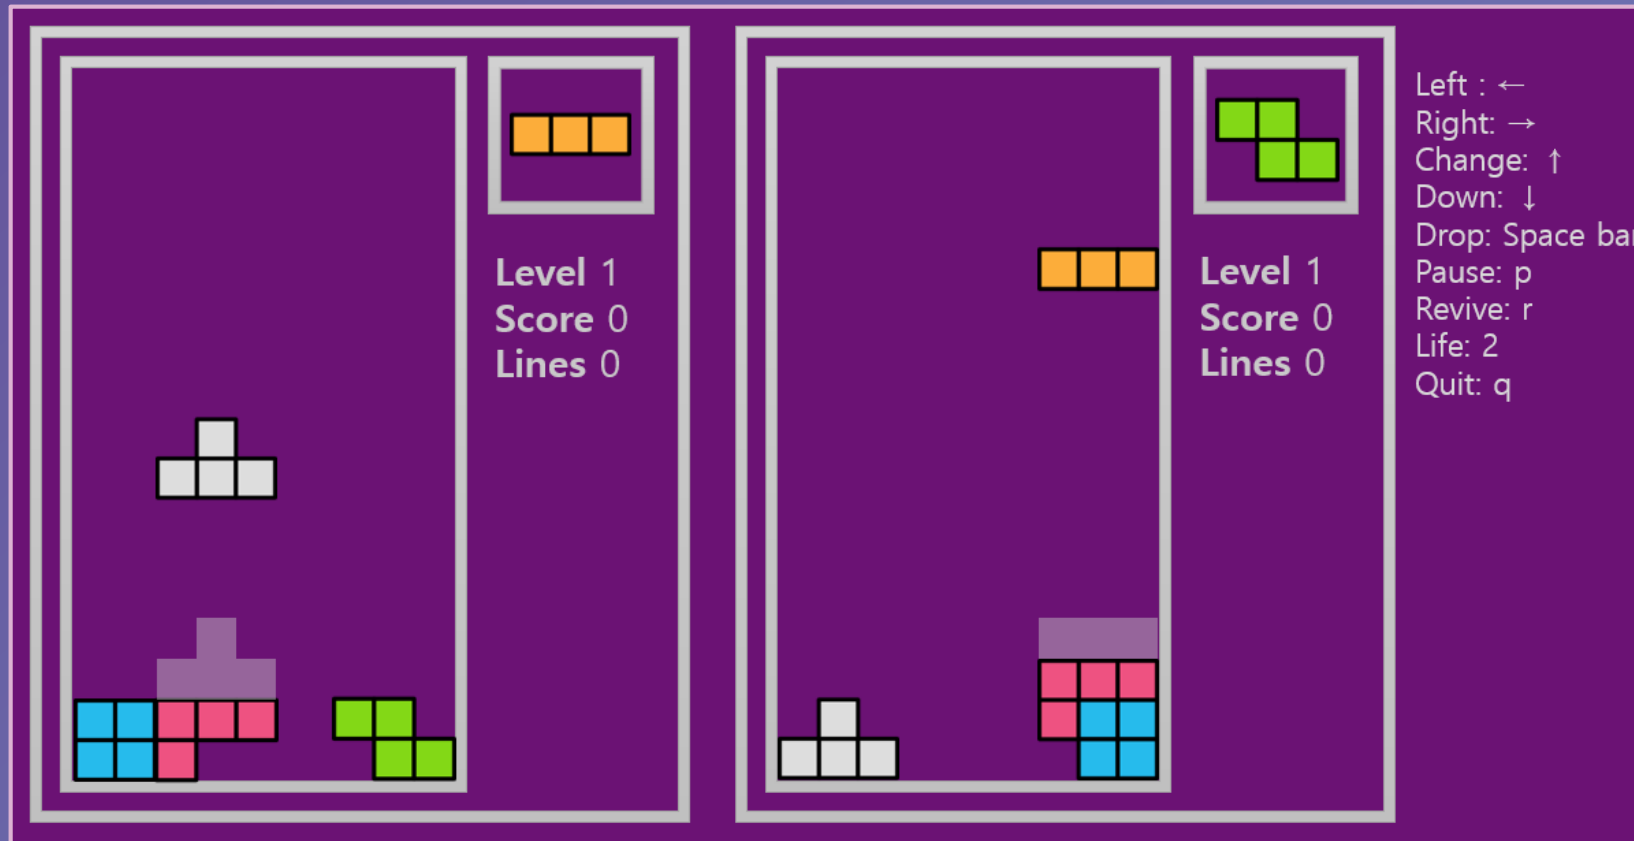 Level 1
Score 0
Lines 0
Level 1
Score 0
Lines 0
Left : ←
Right: →
Change: ↑
Down: ↓
Drop: Space bar
Pause: p
Revive: r
Life: 2
Quit: q